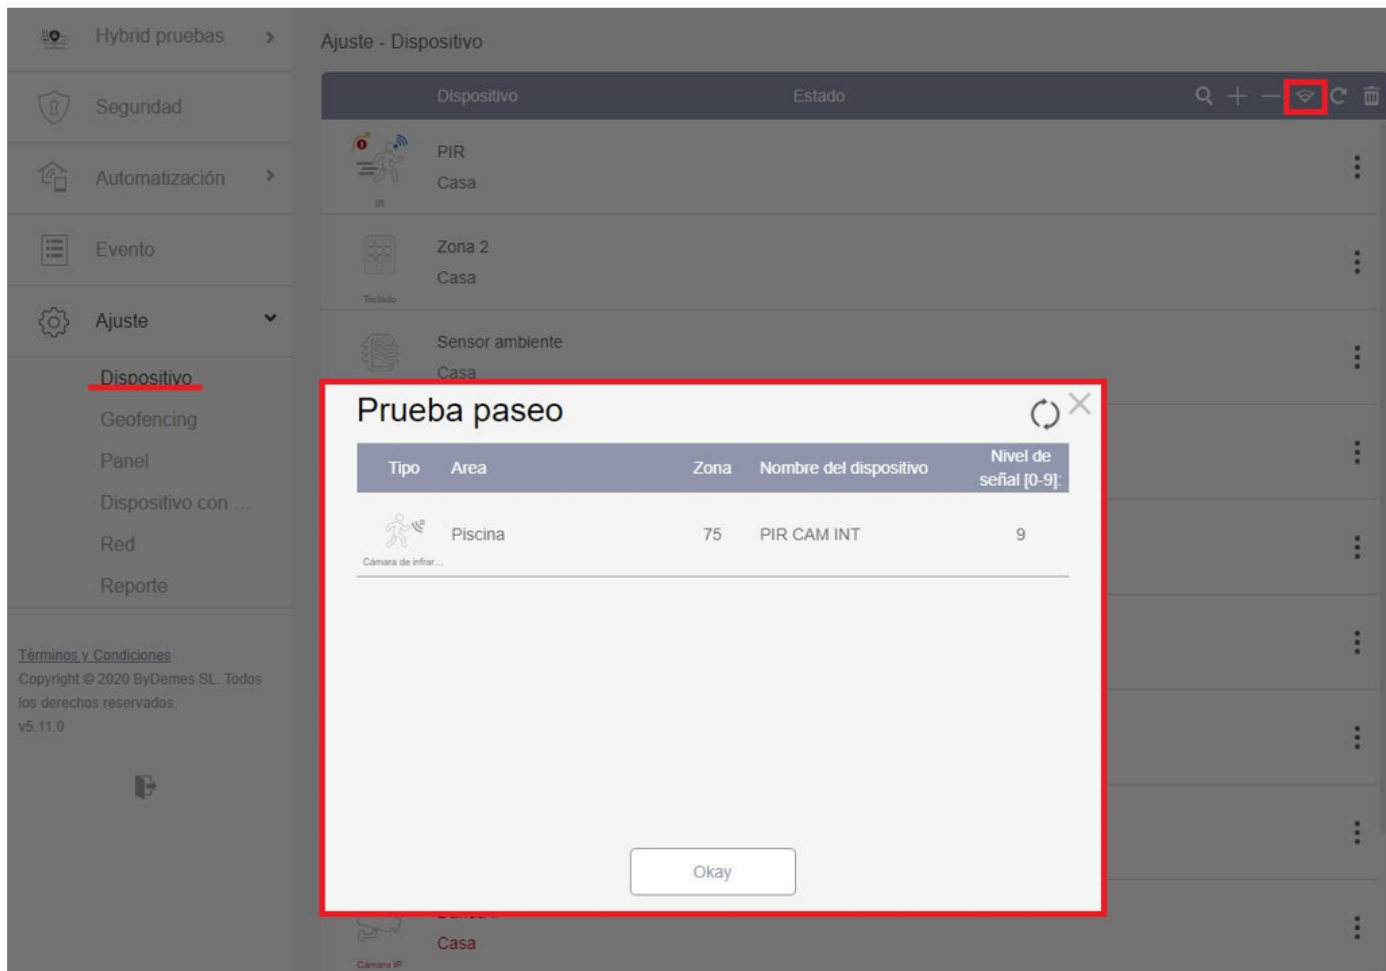 Hybrid pruebas
Seguridad
Automatización
Evento
Ajuste
Dispositivo
Geofencing
Panel
Dispositivo con ...
Red
Reporte
Términos y Condiciones
Copyright © 2020 ByDemes SL. Todos
los derechos reservados.
v5.11.0
Ajuste - Dispositivo
Dispositivo Estado
PIR
Casa
IR
Zona 2
Casa
Teclado
Sensor ambiente
Casa
Prueba paseo
Tipo Area Zona Nombre del dispositivo Nivel de
señal [0-9]:
Piscina 75 PIR CAM INT 9
Cámara de infrar...
Okay
Casa
Cámara IP